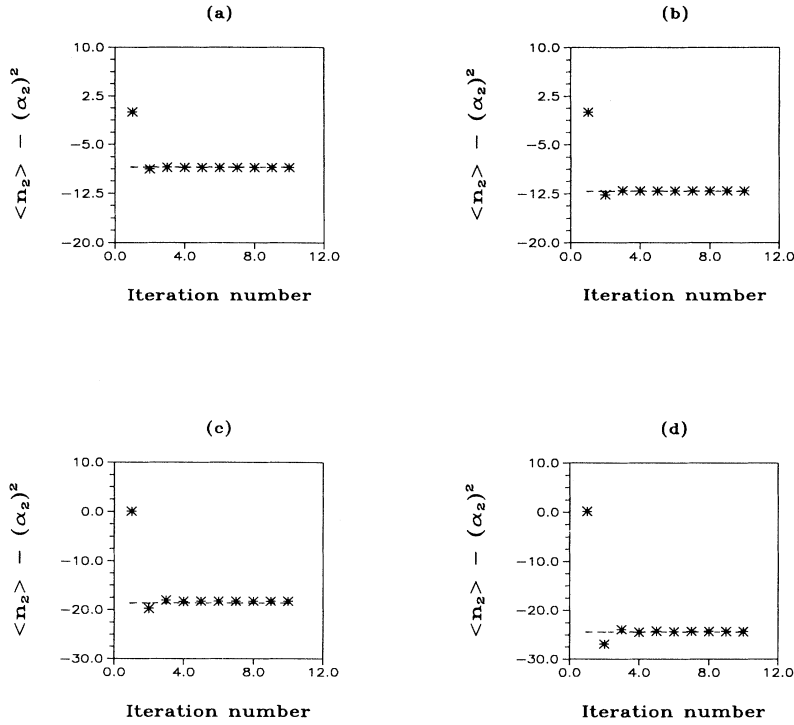 (a)
<n₂> − (α₂)²
10.0
2.5
−5.0
−12.5
−20.0
0.0 4.0 8.0 12.0
Iteration number
(b)
<n₂> − (α₂)²
10.0
2.5
−5.0
−12.5
−20.0
0.0 4.0 8.0 12.0
Iteration number
(c)
<n₂> − (α₂)²
10.0
0.0
−10.0
−20.0
−30.0
0.0 4.0 8.0 12.0
Iteration number
(d)
<n₂> − (α₂)²
10.0
0.0
−10.0
−20.0
−30.0
0.0 4.0 8.0 12.0
Iteration number